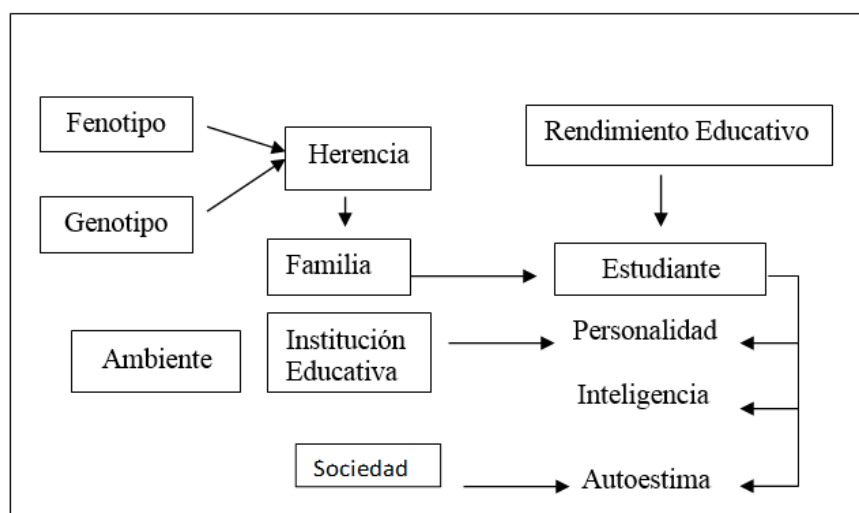 Fenotipo
Rendimiento Educativo
Herencia
Genotipo
Familia
Estudiante
Institución
Educativa
Personalidad
Ambiente
Inteligencia
Sociedad
Autoestima